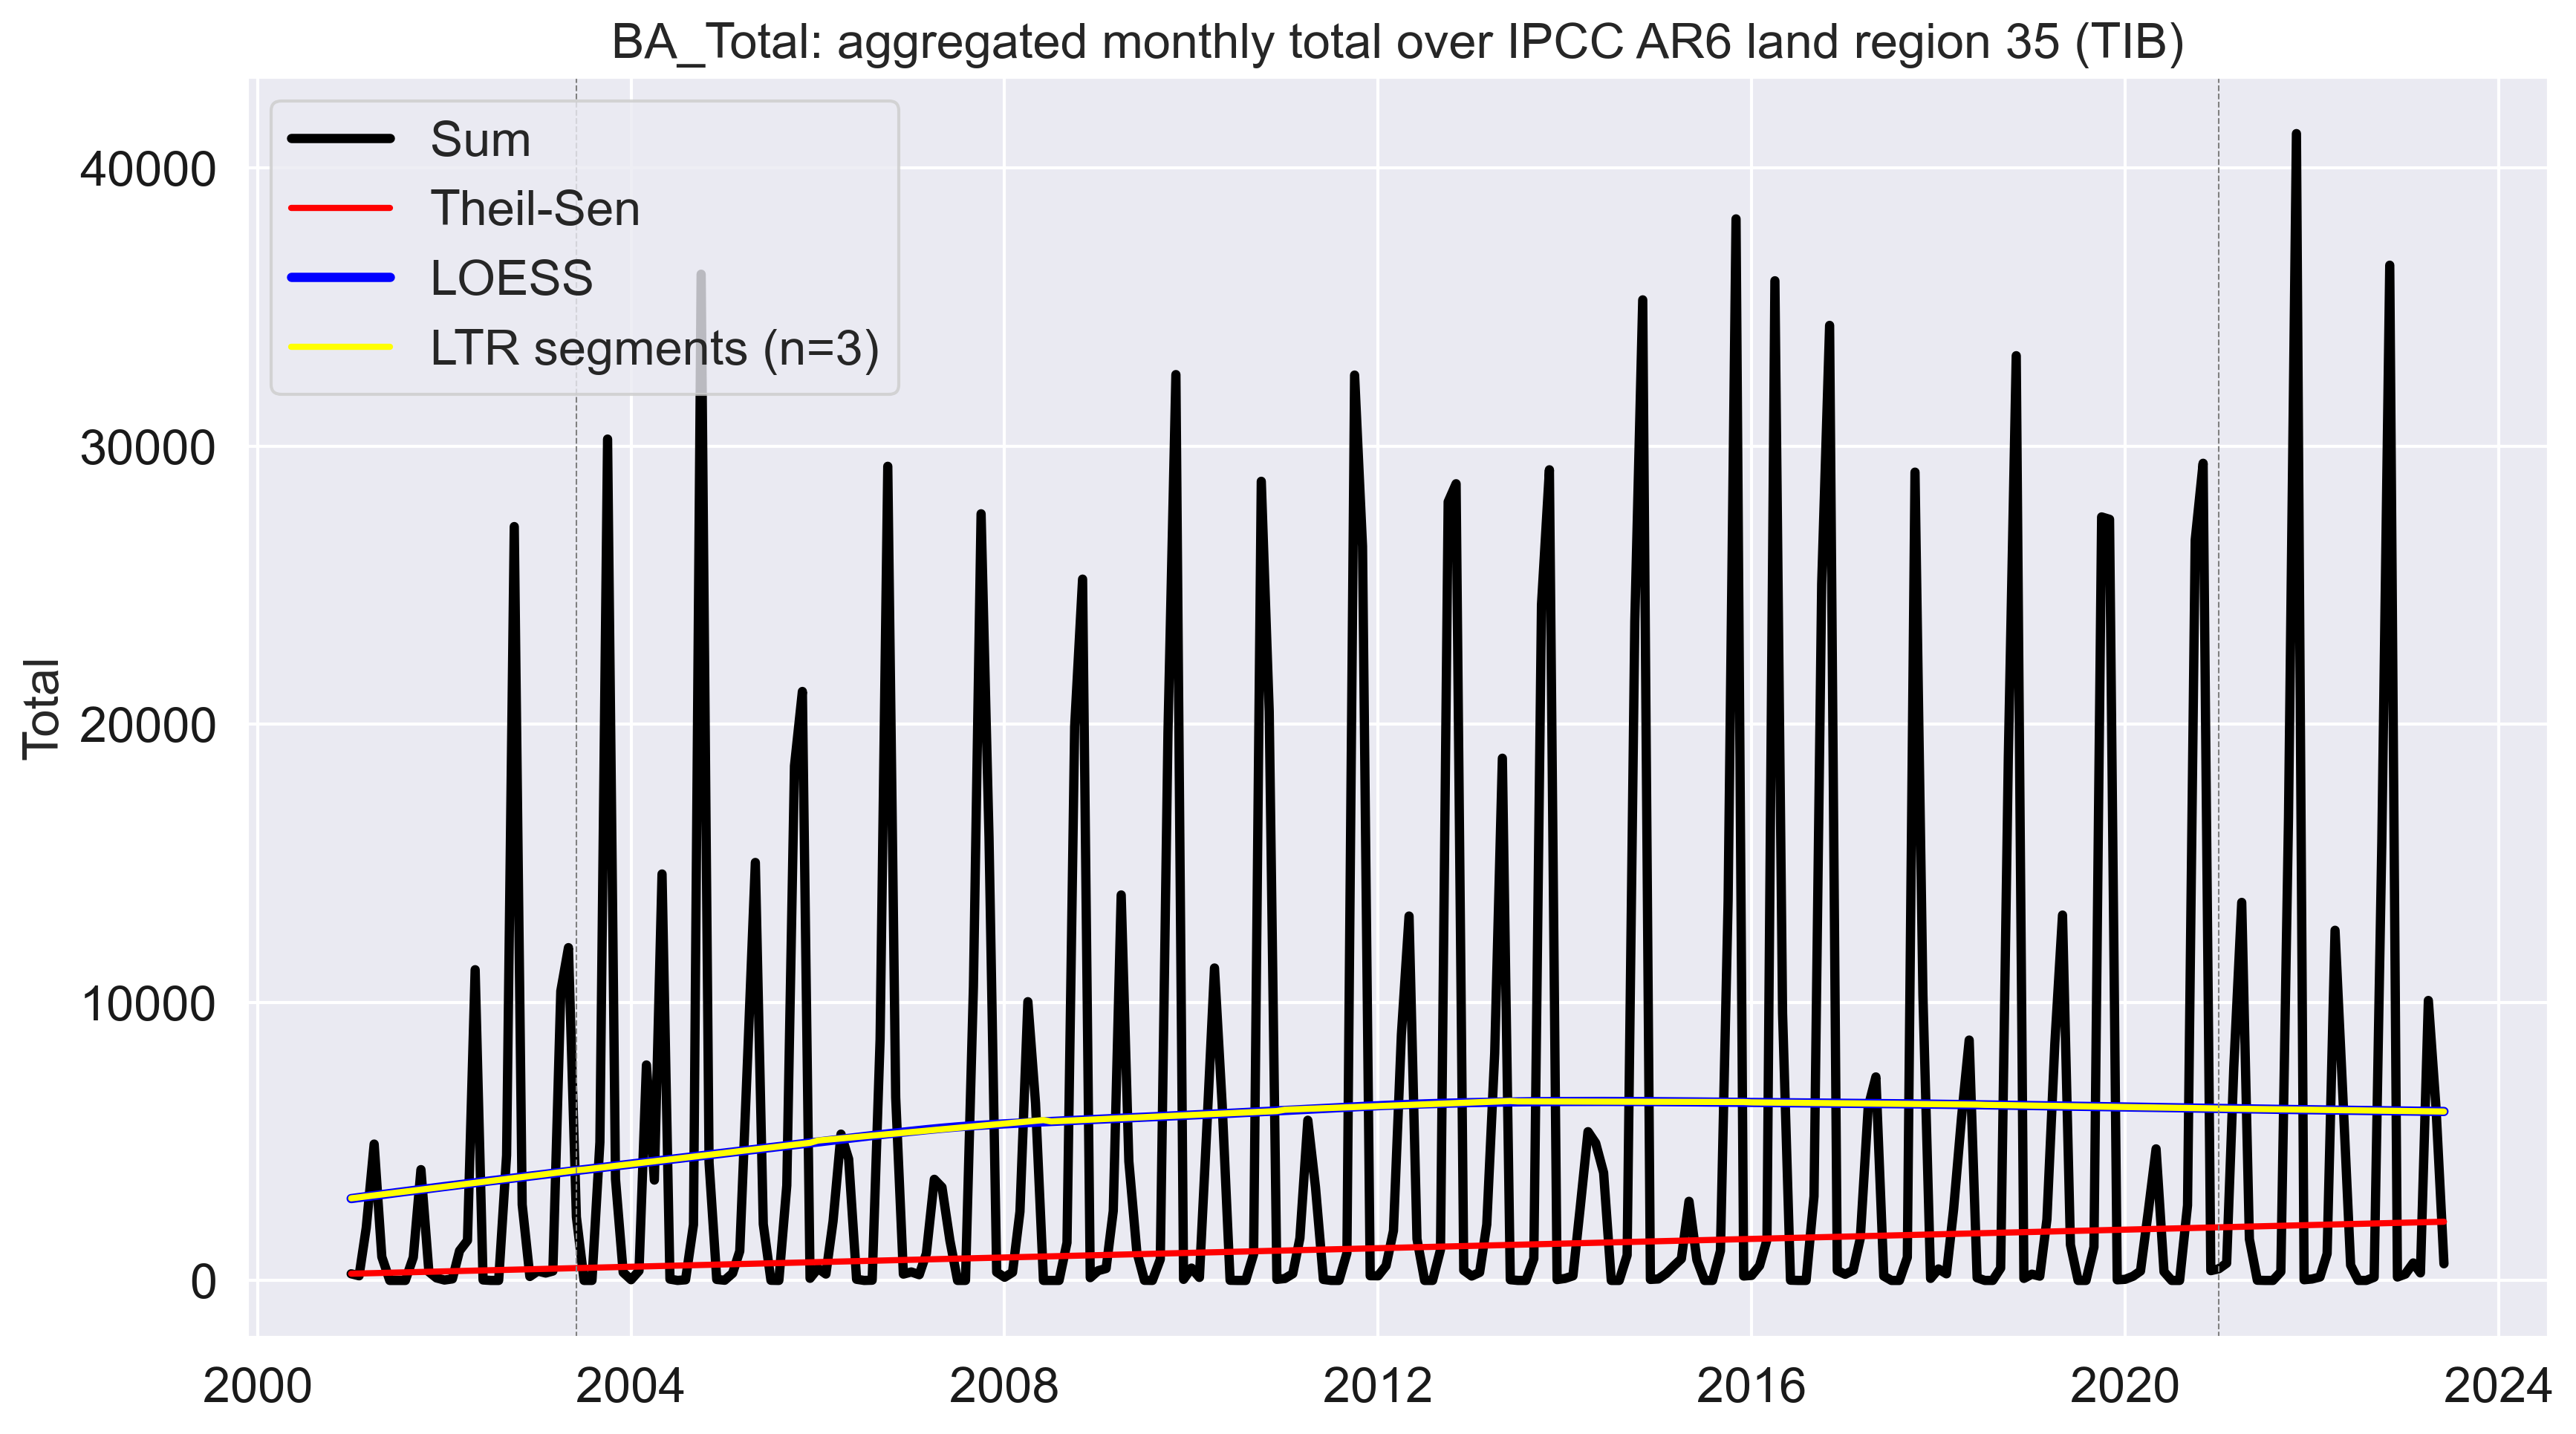 BA_Total: aggregated monthly total over IPCC AR6 land region 35 (TIB)
Sum
Theil-Sen
LOESS
LTR segments (n=3)
Total
40000
30000
20000
10000
0
2000 2004 2008 2012 2016 2020 2024